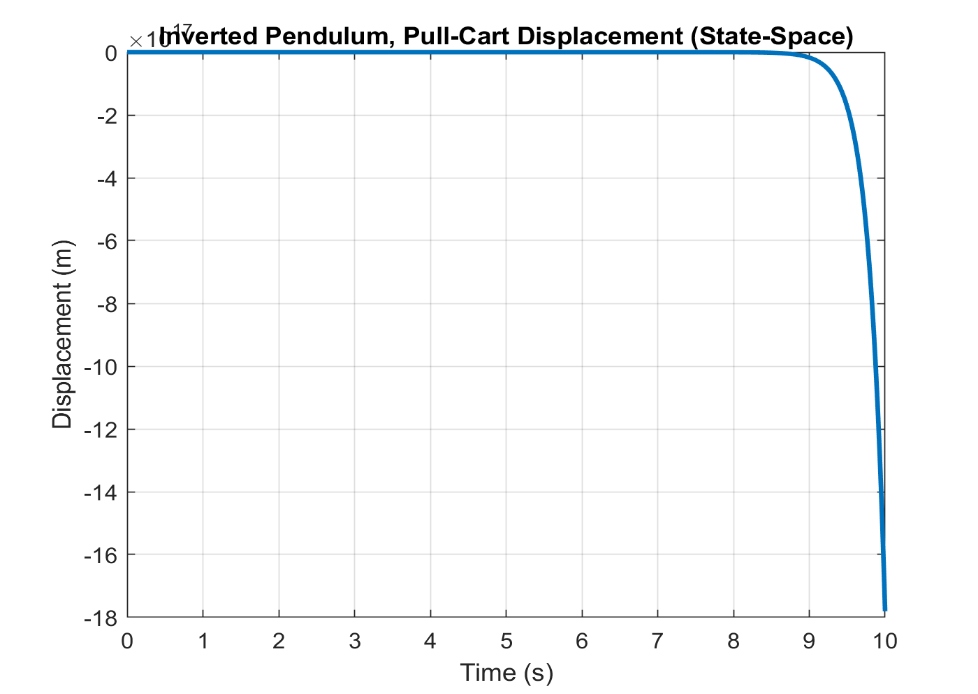 ×10^17
Inverted Pendulum, Pull-Cart Displacement (State-Space)
0
-2
-4
-6
-8
-10
-12
-14
-16
-18
Displacement (m)
0 1 2 3 4 5 6 7 8 9 10
Time (s)